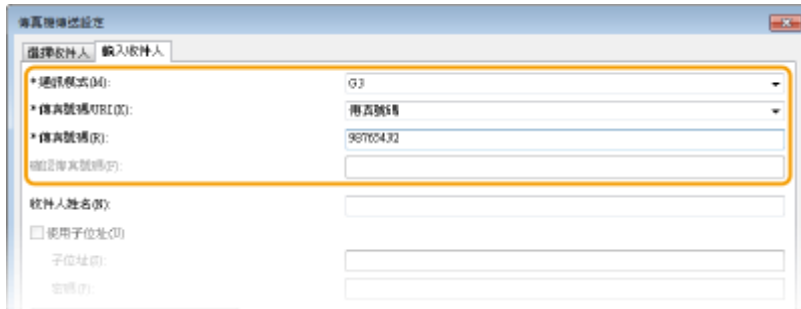 傳真機傳送設定
選擇收件人 輸入收件人
*通訊模式(M): G3
*傳真號碼/URI(X): 傳真號碼
*傳真號碼(R): 98765432
確認傳真號碼(F):
收件人姓名(N):
使用子位址(U)
子位址(I):
密碼(P):